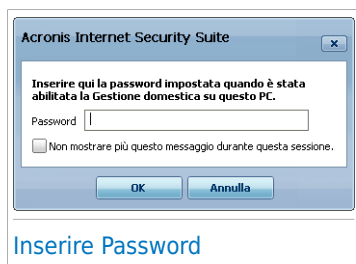 Acronis Internet Security Suite
Inserire qui la password impostata quando è stata
abilitata la Gestione domestica su questo PC.
Password
Non mostrare più questo messaggio durante questa sessione.
OK Annulla
Inserire Password